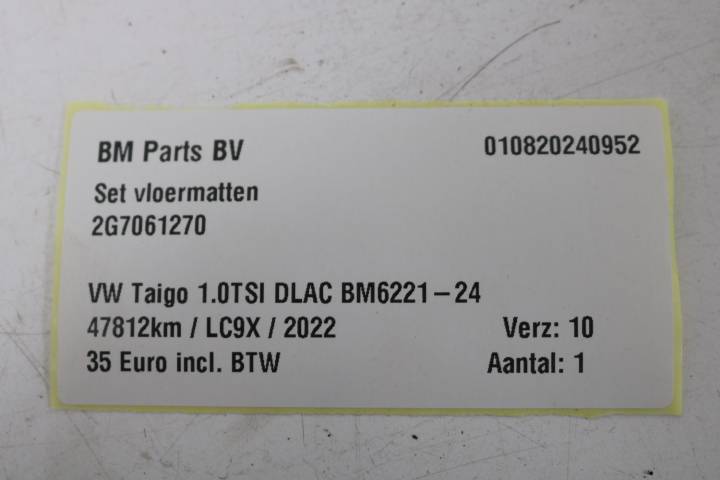 BM Parts BV 010820240952
Set vloermatten
2G7061270
VW Taigo 1.0TSI DLAC BM6221-24
47812km / LC9X / 2022 Verz: 10
35 Euro incl. BTW Aantal: 1